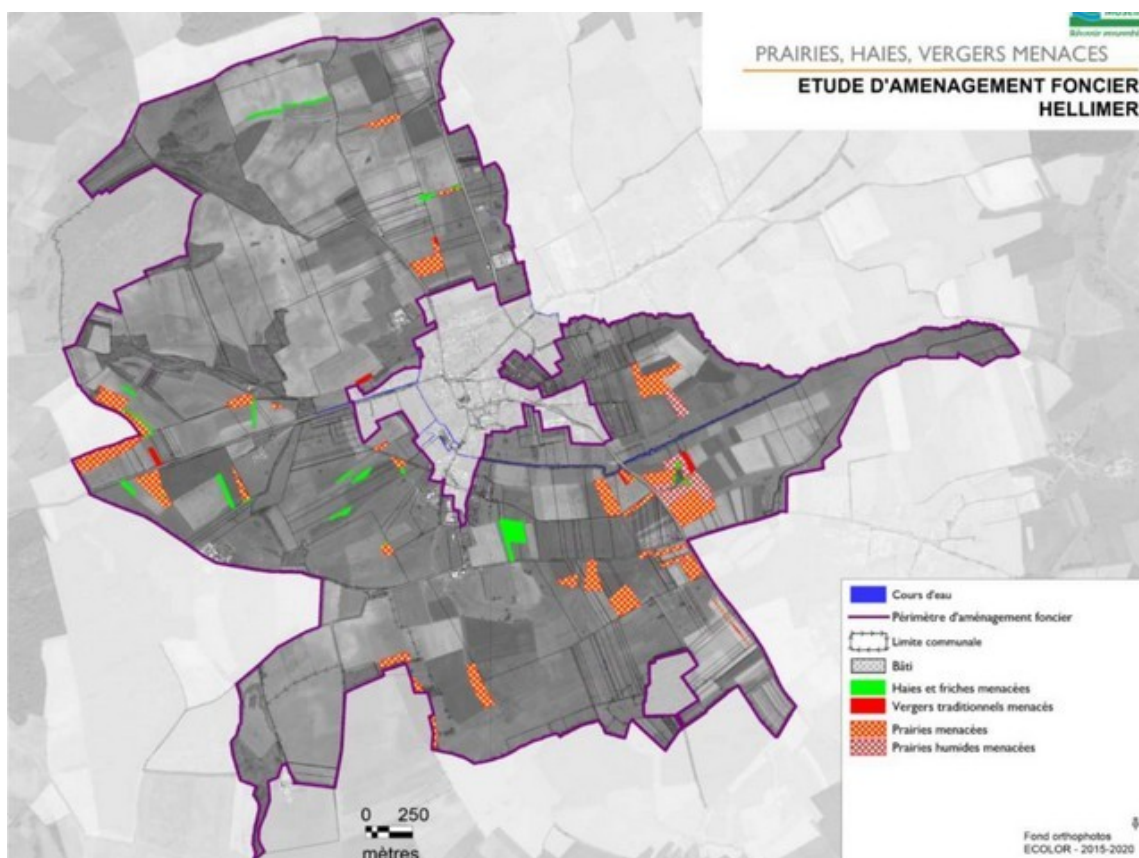 PRAIRIES, HAIES, VERGERS MENACES
ETUDE D'AMENAGEMENT FONCIER
HELLIMER
Cours d'eau
Périmètre d'aménagement foncier
Limite communale
Bâti
Haies et friches menacées
Vergers traditionnels menacés
Prairies menacées
Prairies humides menacées
0 250
mètres
Fond orthophotos
ECOLOR - 2015-2020